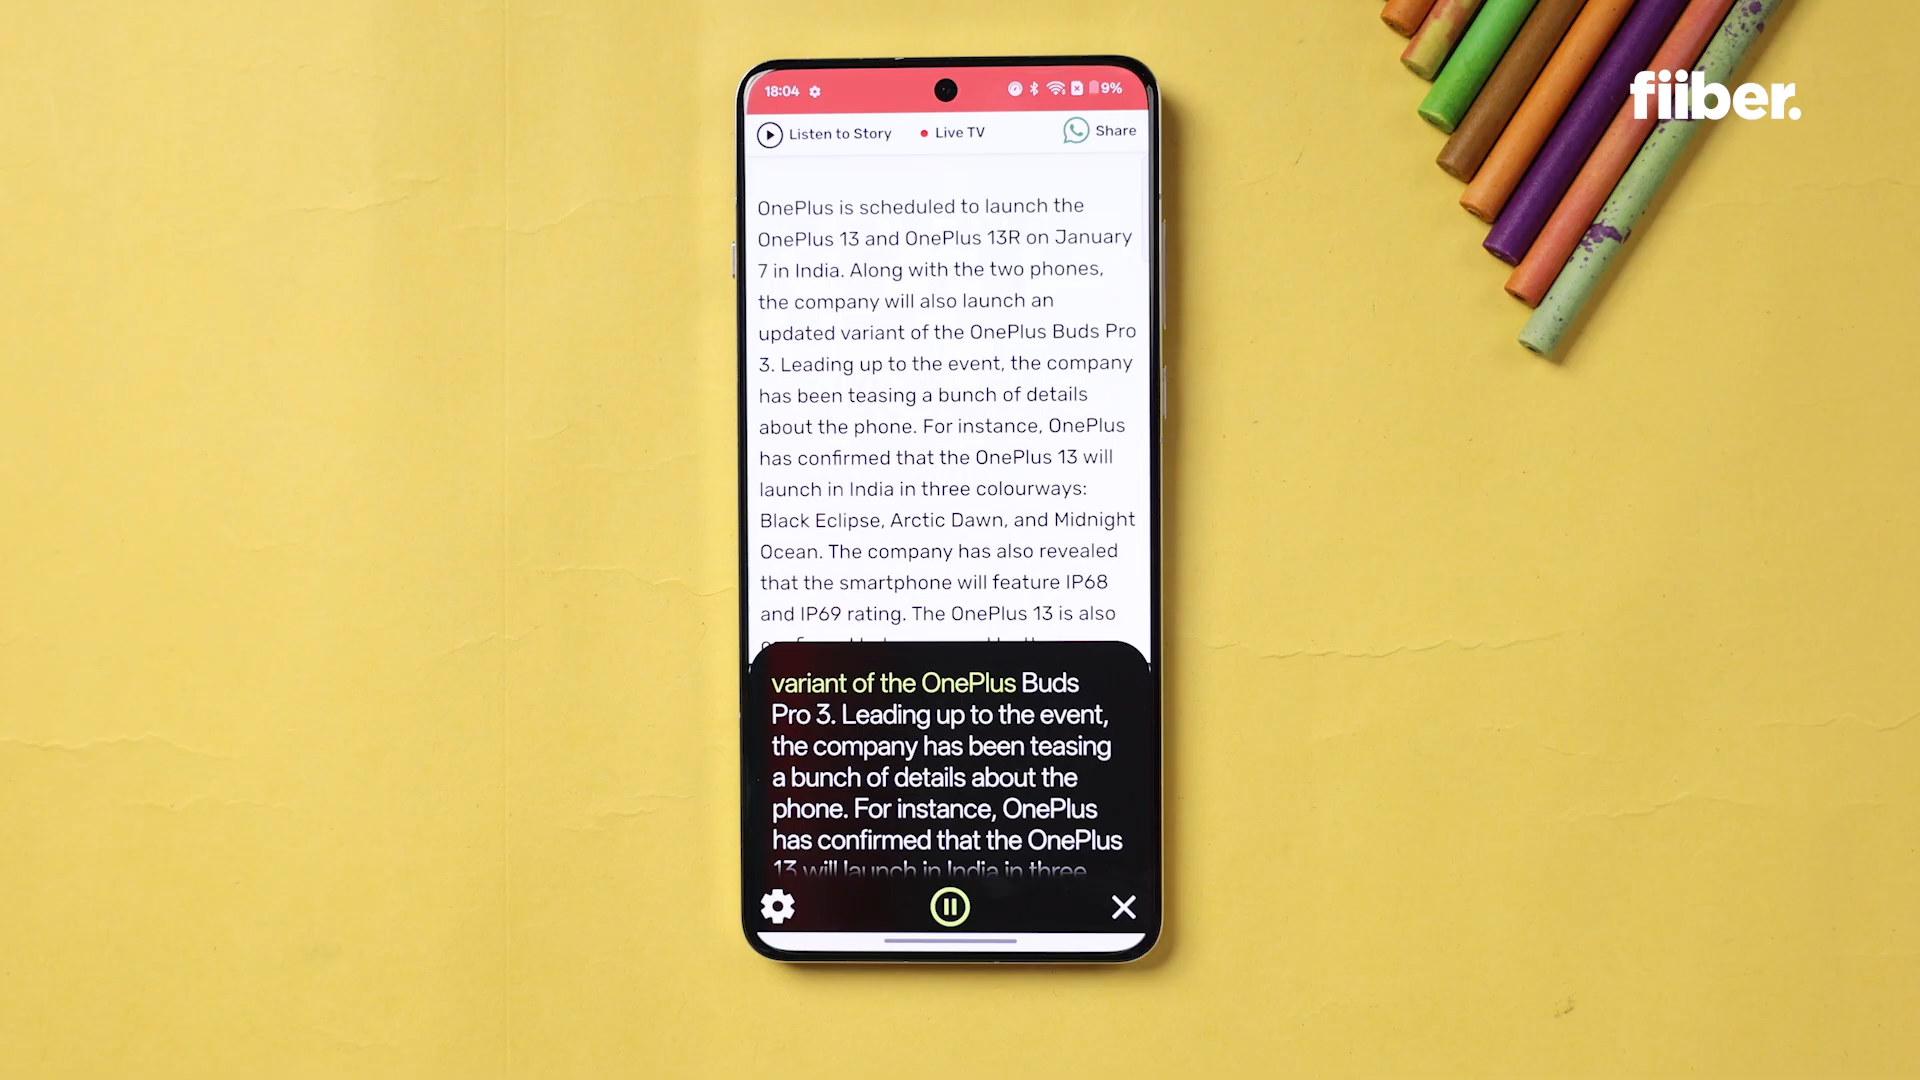 fiiber.
18:04 9%
Listen to Story Live TV Share
OnePlus is scheduled to launch the
OnePlus 13 and OnePlus 13R on January
7 in India. Along with the two phones,
the company will also launch an
updated variant of the OnePlus Buds Pro
3. Leading up to the event, the company
has been teasing a bunch of details
about the phone. For instance, OnePlus
has confirmed that the OnePlus 13 will
launch in India in three colourways:
Black Eclipse, Arctic Dawn, and Midnight
Ocean. The company has also revealed
that the smartphone will feature IP68
and IP69 rating. The OnePlus 13 is also
variant of the OnePlus Buds
Pro 3. Leading up to the event,
the company has been teasing
a bunch of details about the
phone. For instance, OnePlus
has confirmed that the OnePlus
13 will launch in India in three